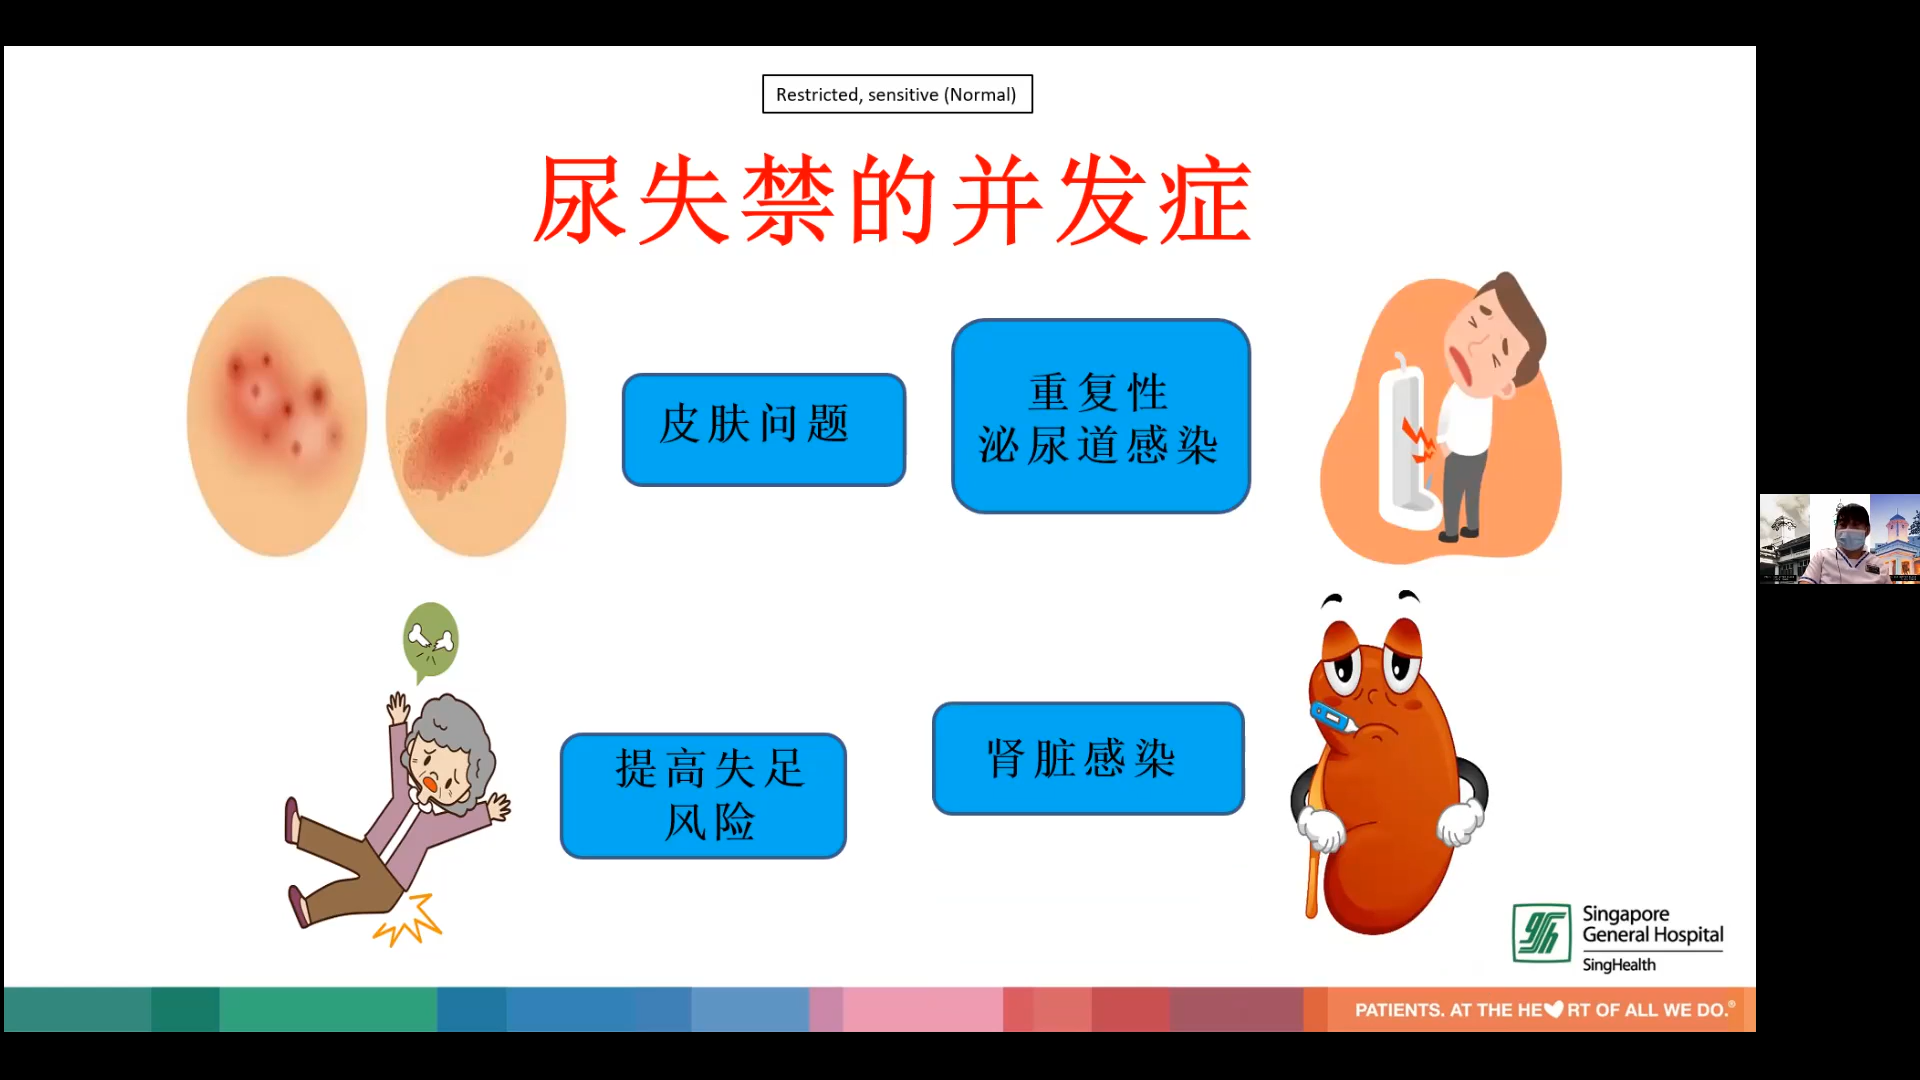 Restricted, sensitive (Normal)
尿失禁的并发症
皮肤问题
重复性
泌尿道感染
提高失足
风险
肾脏感染
Singapore
General Hospital
SingHealth
PATIENTS. AT THE HE RT OF ALL WE DO.®